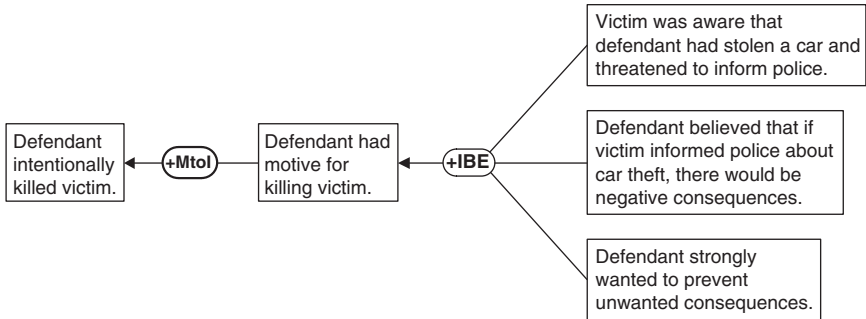 Victim was aware that
defendant had stolen a car and
threatened to inform police.
Defendant
intentionally
killed victim.
+MtoI
Defendant had
motive for
killing victim.
+IBE
Defendant believed that if
victim informed police about
car theft, there would be
negative consequences.
Defendant strongly
wanted to prevent
unwanted consequences.